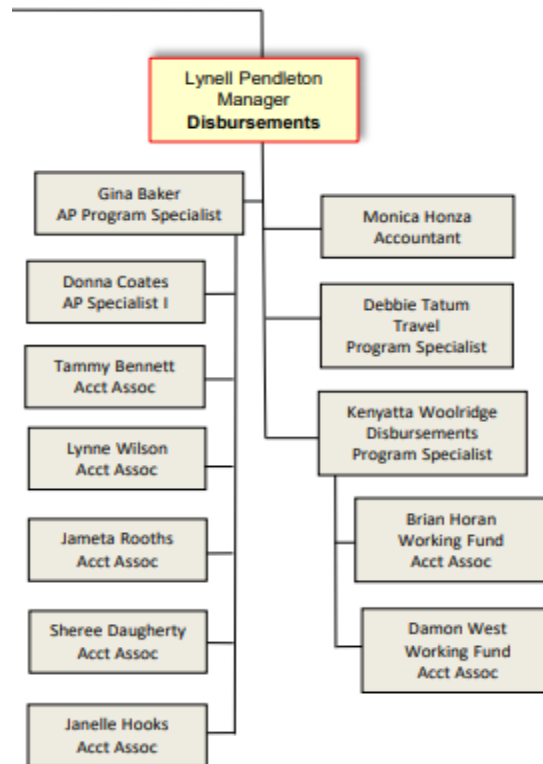 Lynell Pendleton
Manager
Disbursements
Gina Baker
AP Program Specialist
Donna Coates
AP Specialist I
Tammy Bennett
Acct Assoc
Lynne Wilson
Acct Assoc
Jameta Rooths
Acct Assoc
Sheree Daugherty
Acct Assoc
Janelle Hooks
Acct Assoc
Monica Honza
Accountant
Debbie Tatum
Travel
Program Specialist
Kenyatta Woolridge
Disbursements
Program Specialist
Brian Horan
Working Fund
Acct Assoc
Damon West
Working Fund
Acct Assoc